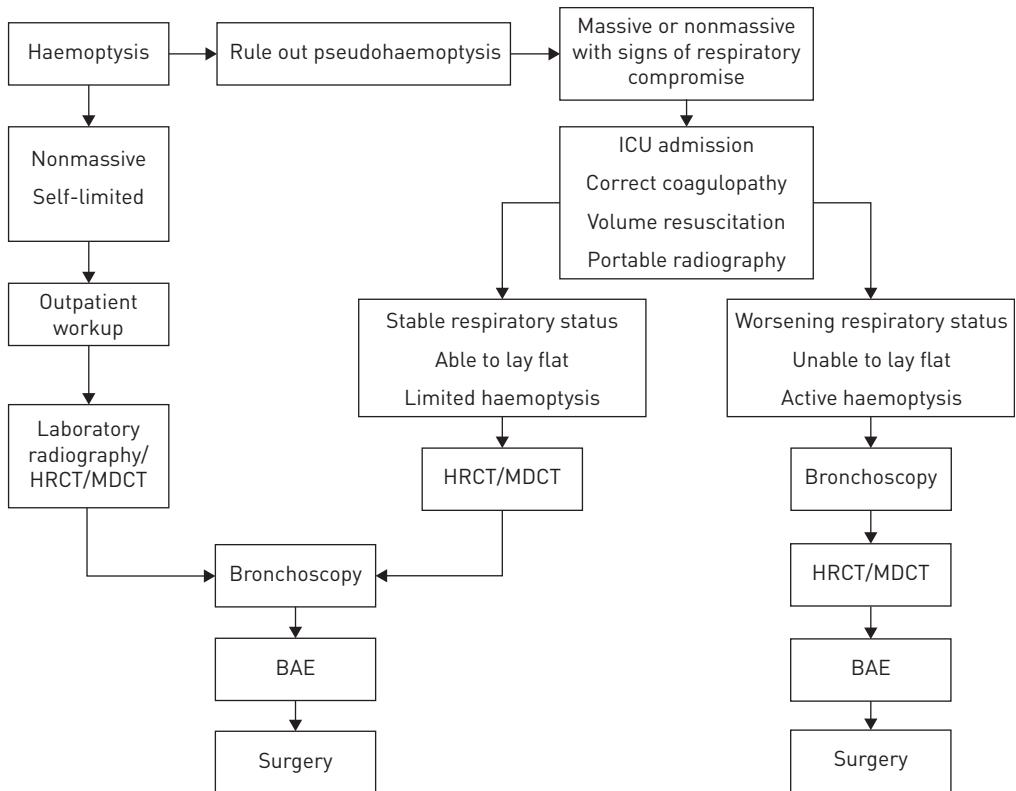 Haemoptysis
Rule out pseudohaemoptysis
Massive or nonmassive
with signs of respiratory
compromise
Nonmassive
Self-limited
ICU admission
Correct coagulopathy
Volume resuscitation
Portable radiography
Outpatient
workup
Stable respiratory status
Able to lay flat
Limited haemoptysis
Worsening respiratory status
Unable to lay flat
Active haemoptysis
Laboratory
radiography/
HRCT/MDCT
HRCT/MDCT
Bronchoscopy
Bronchoscopy
HRCT/MDCT
BAE
BAE
Surgery
Surgery